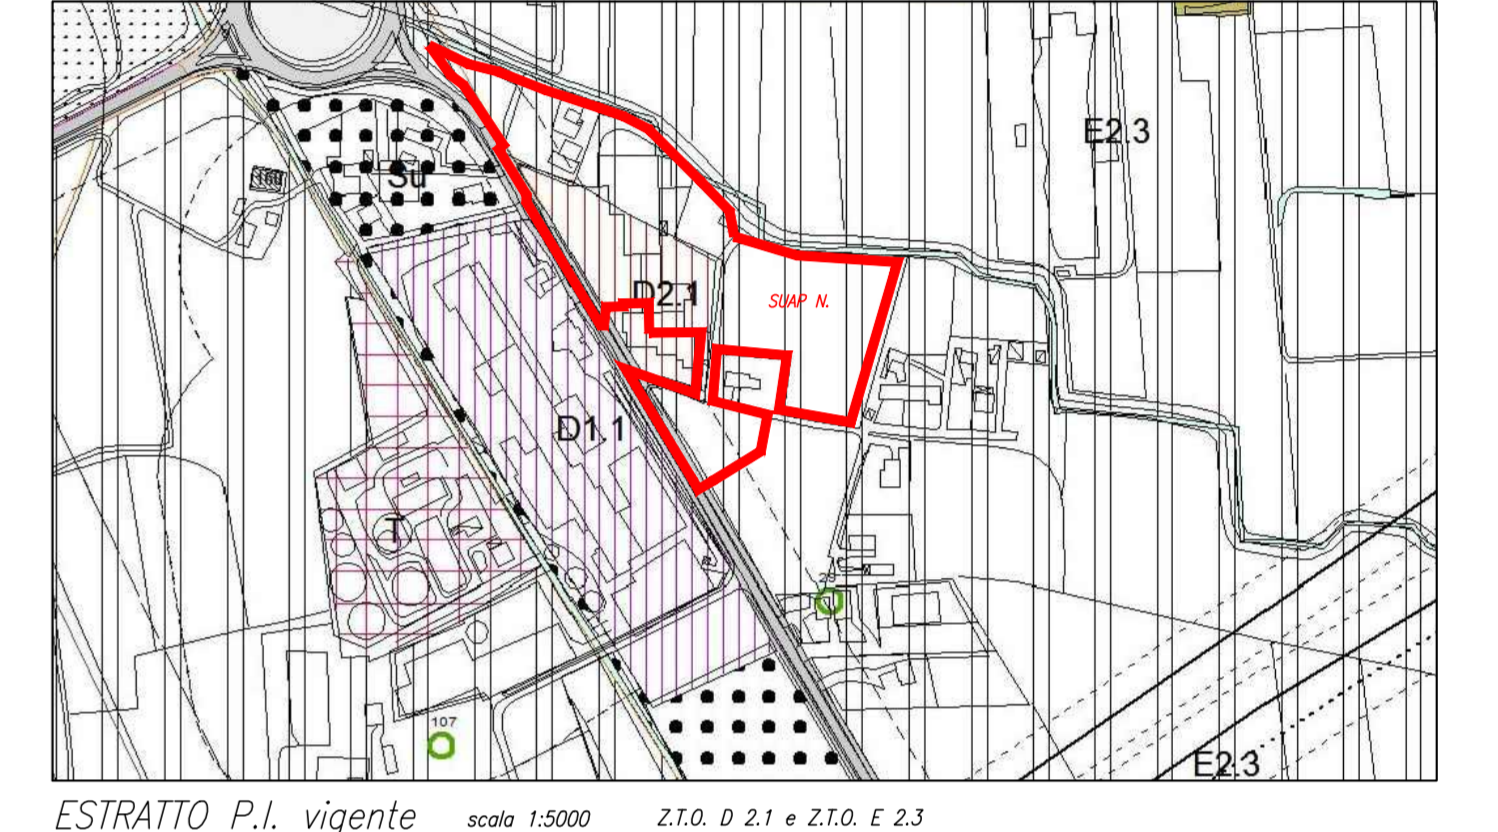 E2.3
Su
D2.1
SUAP N.
D1.1
T
29
107
E2.3
ESTRATTO P.I. vigente scala 1:5000 Z.T.O. D 2.1 e Z.T.O. E 2.3